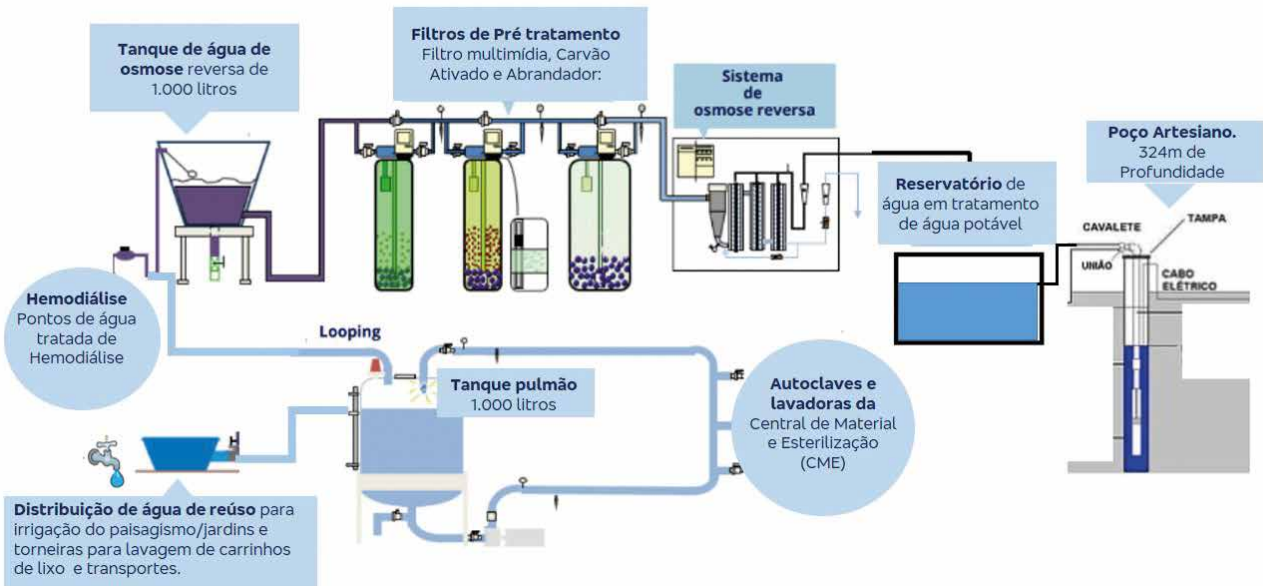 Tanque de água de
osmose reversa de
1.000 litros
Filtros de Pré tratamento
Filtro multimídia, Carvão
Ativado e Abrandador:
Sistema
de
osmose reversa
Poço Artesiano.
324m de
Profundidade
Reservatório de
água em tratamento
de água potável
CAVALETE
TAMPA
UNIÃO
CABO
ELÉTRICO
Hemodiálise
Pontos de água
tratada de
Hemodiálise
Looping
Tanque pulmão
1.000 litros
Autoclaves e
lavadoras da
Central de Material
e Esterilização
(CME)
Distribuição de água de reúso para
irrigação do paisagismo/jardins e
torneiras para lavagem de carrinhos
de lixo e transportes.